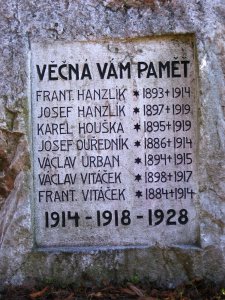 VĚČNÁ VÁM PAMĚT
FRANT. HANZLÍK * 1893 + 1914
JOSEF HANZLÍK * 1897 + 1919
KAREL HOUŠKA * 1895 + 1919
JOSEF OUŘEDNÍK * 1886 + 1914
VÁCLAV URBAN * 1894 + 1915
VÁCLAV VITÁČEK * 1898 + 1917
FRANT. VITÁČEK * 1884 + 1914
1914 - 1918 - 1928